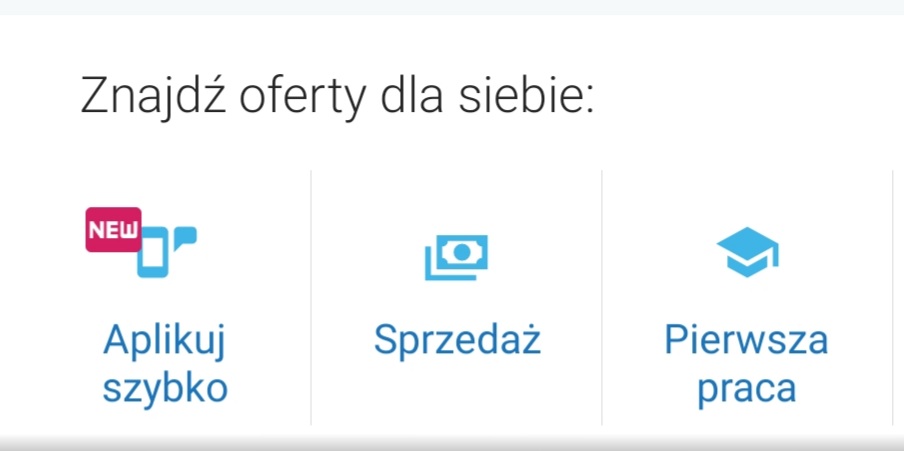 Znajdź oferty dla siebie:
NEW
Aplikuj
szybko
Sprzedaż
Pierwsza
praca